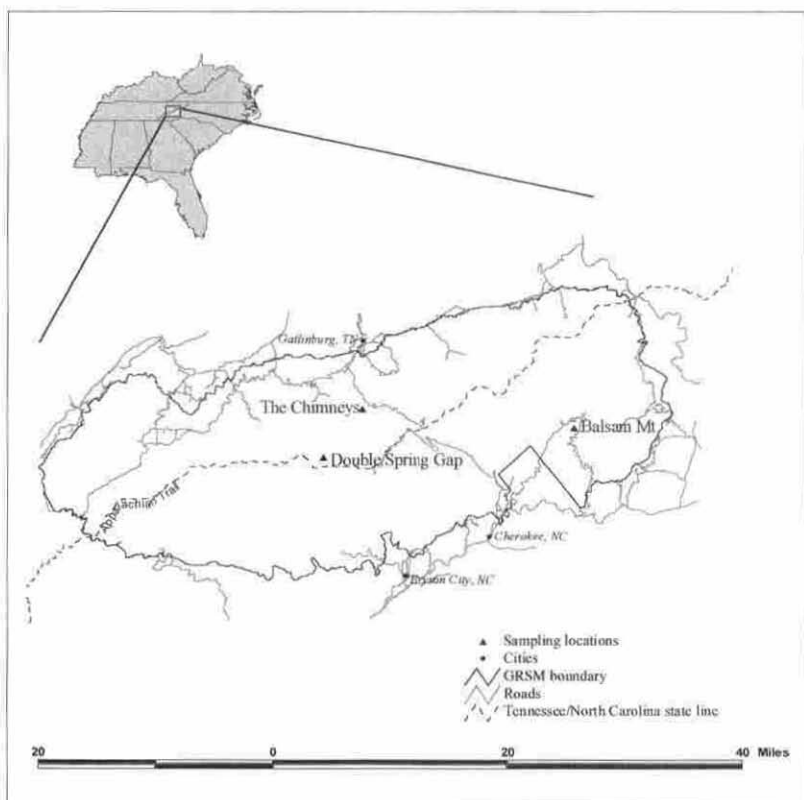 Gatlinburg, TN
The Chimneys
Balsam Mt
Double Spring Gap
Appalachian Trail
Cherokee, NC
Bryson City, NC
Sampling locations
Cities
GRSM boundary
Roads
Tennessee/North Carolina state line
20 0 20 40 Miles